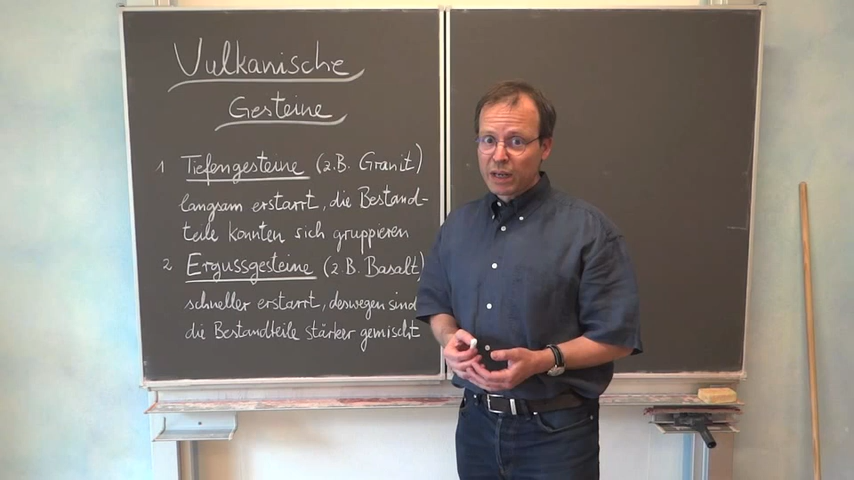 Vulkanische
Gesteine
1 Tiefengesteine (z.B. Granit)
langsam erstarrt, die Bestand-
teile konnten sich gruppieren
2 Ergussgesteine (z.B. Basalt)
schneller erstarrt, deswegen sind
die Bestandteile stärker gemischt